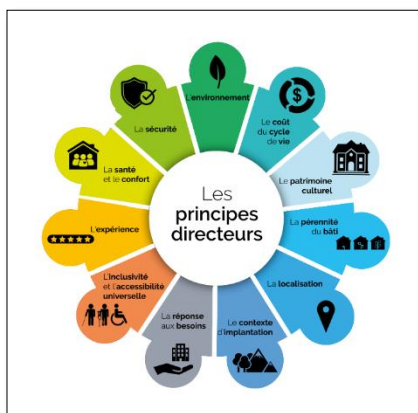 Les
principes
directeurs
L'environnement
Le coût
du cycle
de vie
Le patrimoine
culturel
La pérennité
du bâti
La localisation
Le contexte
d'implantation
La réponse
aux besoins
L'inclusivité
et l'accessibilité
universelle
L'expérience
La santé
et le confort
La sécurité